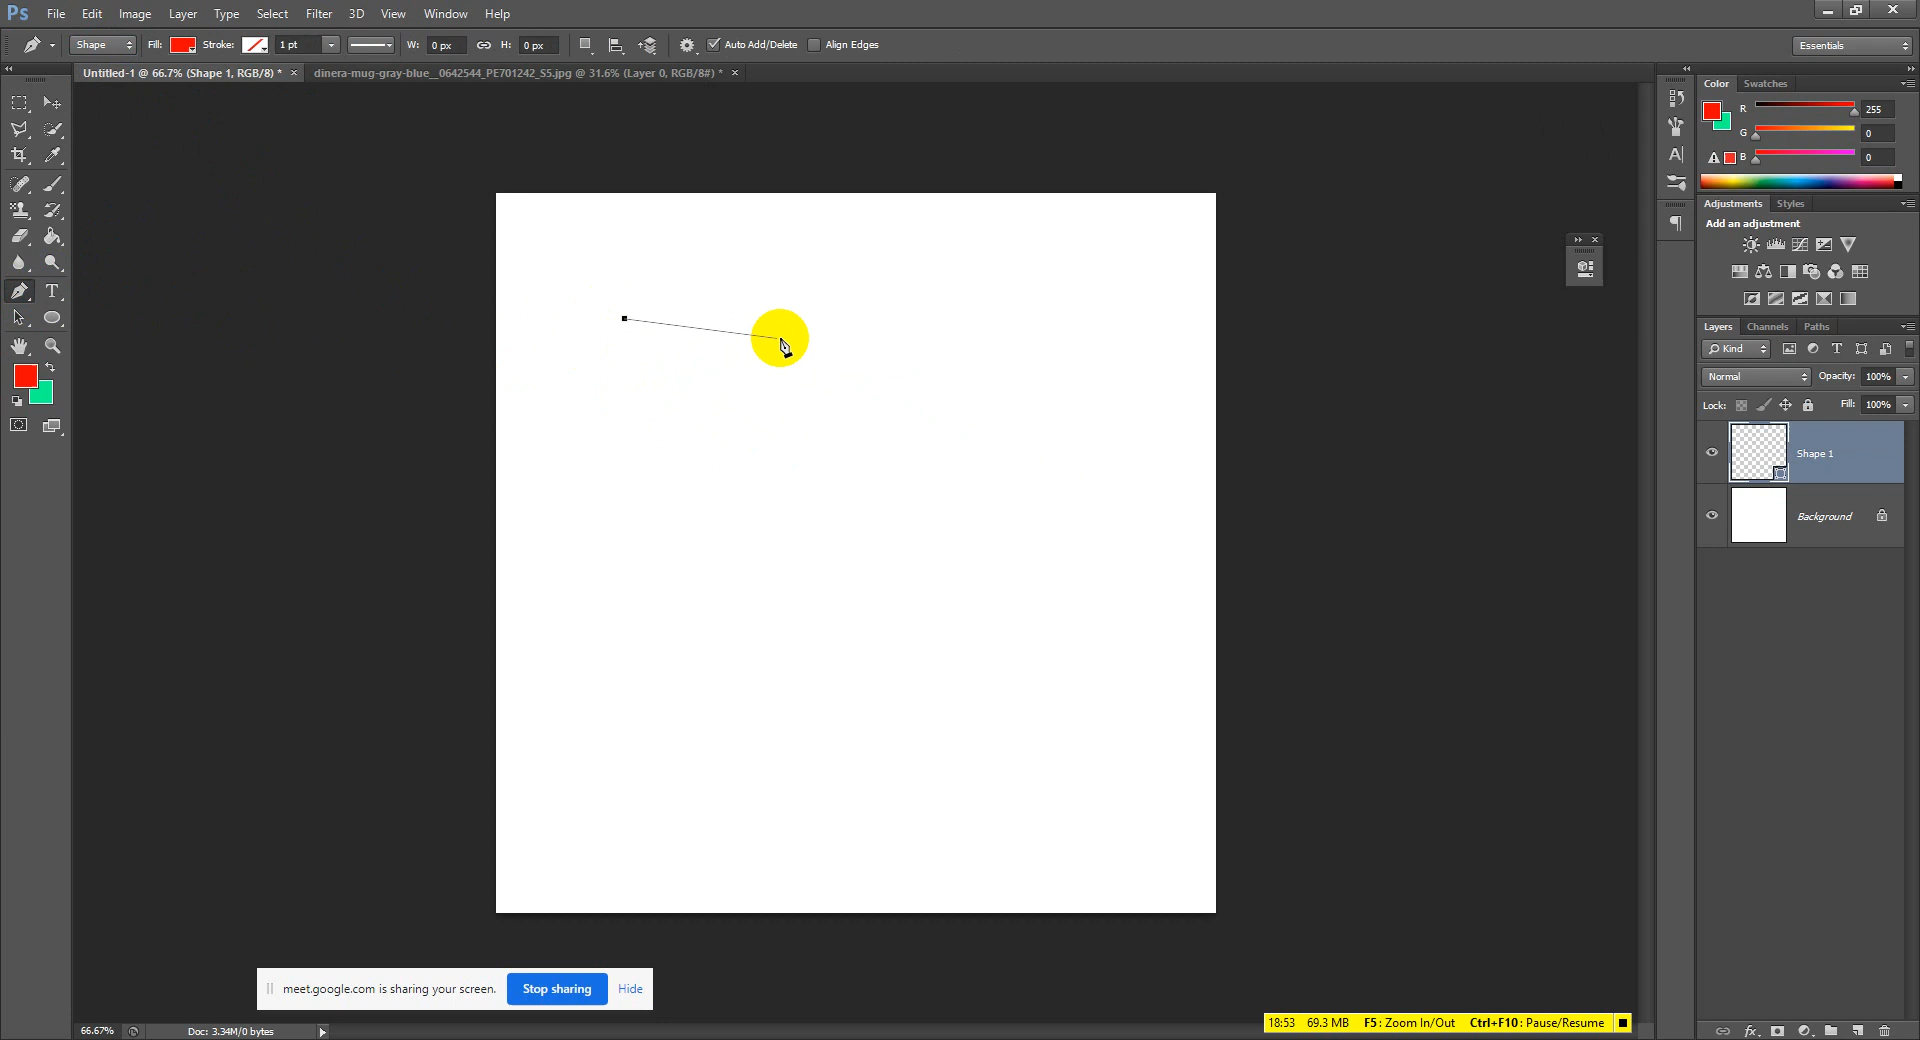 Ps File Edit Image Layer Type Select Filter 3D View Window Help
Shape Fill: Stroke: 1 pt W: 0 px H: 0 px Auto Add/Delete Align Edges Essentials
Untitled-1 @ 66.7% (Shape 1, RGB/8) * × dinera-mug-gray-blue__0642544_PE701242_S5.jpg @ 31.6% (Layer 0, RGB/8#) * ×
Color Swatches
R 255
G 0
B 0
Adjustments Styles
Add an adjustment
Layers Channels Paths
Kind
Normal Opacity: 100%
Lock: Fill: 100%
Shape 1
Background
meet.google.com is sharing your screen. Stop sharing Hide
66.67% Doc: 3.34M/0 bytes
18:53 69.3 MB F5: Zoom In/Out Ctrl+F10: Pause/Resume